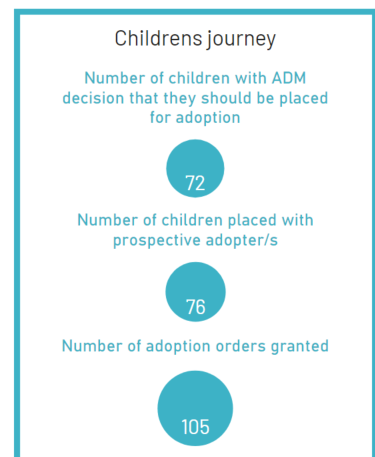 Childrens journey
Number of children with ADM
decision that they should be placed
for adoption
72
Number of children placed with
prospective adopter/s
76
Number of adoption orders granted
105